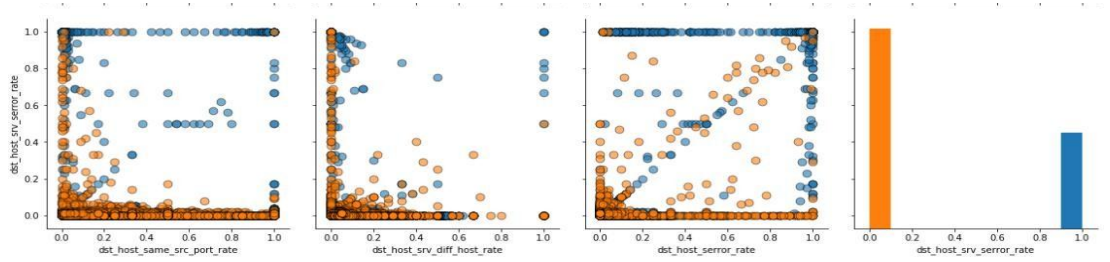 dst_host_srv_serror_rate
1.0
0.8
0.6
0.4
0.2
0.0
0.0 0.2 0.4 0.6 0.8 1.0
dst_host_same_src_port_rate
0.0 0.2 0.4 0.6 0.8 1.0
dst_host_srv_diff_host_rate
0.0 0.2 0.4 0.6 0.8 1.0
dst_host_serror_rate
0.0 0.2 0.4 0.6 0.8 1.0
dst_host_srv_serror_rate